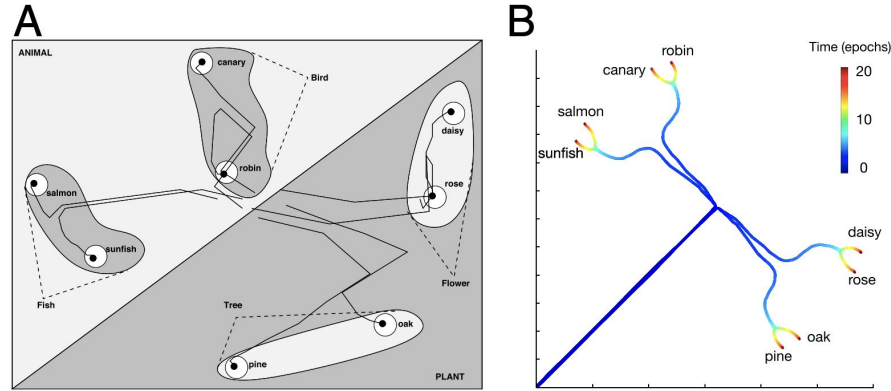 A
ANIMAL
canary
Bird
daisy
robin
rose
salmon
sunfish
Fish
Flower
Tree
oak
pine
PLANT
B
Time (epochs)
robin
canary
20
salmon
10
sunfish
0
daisy
rose
oak
pine